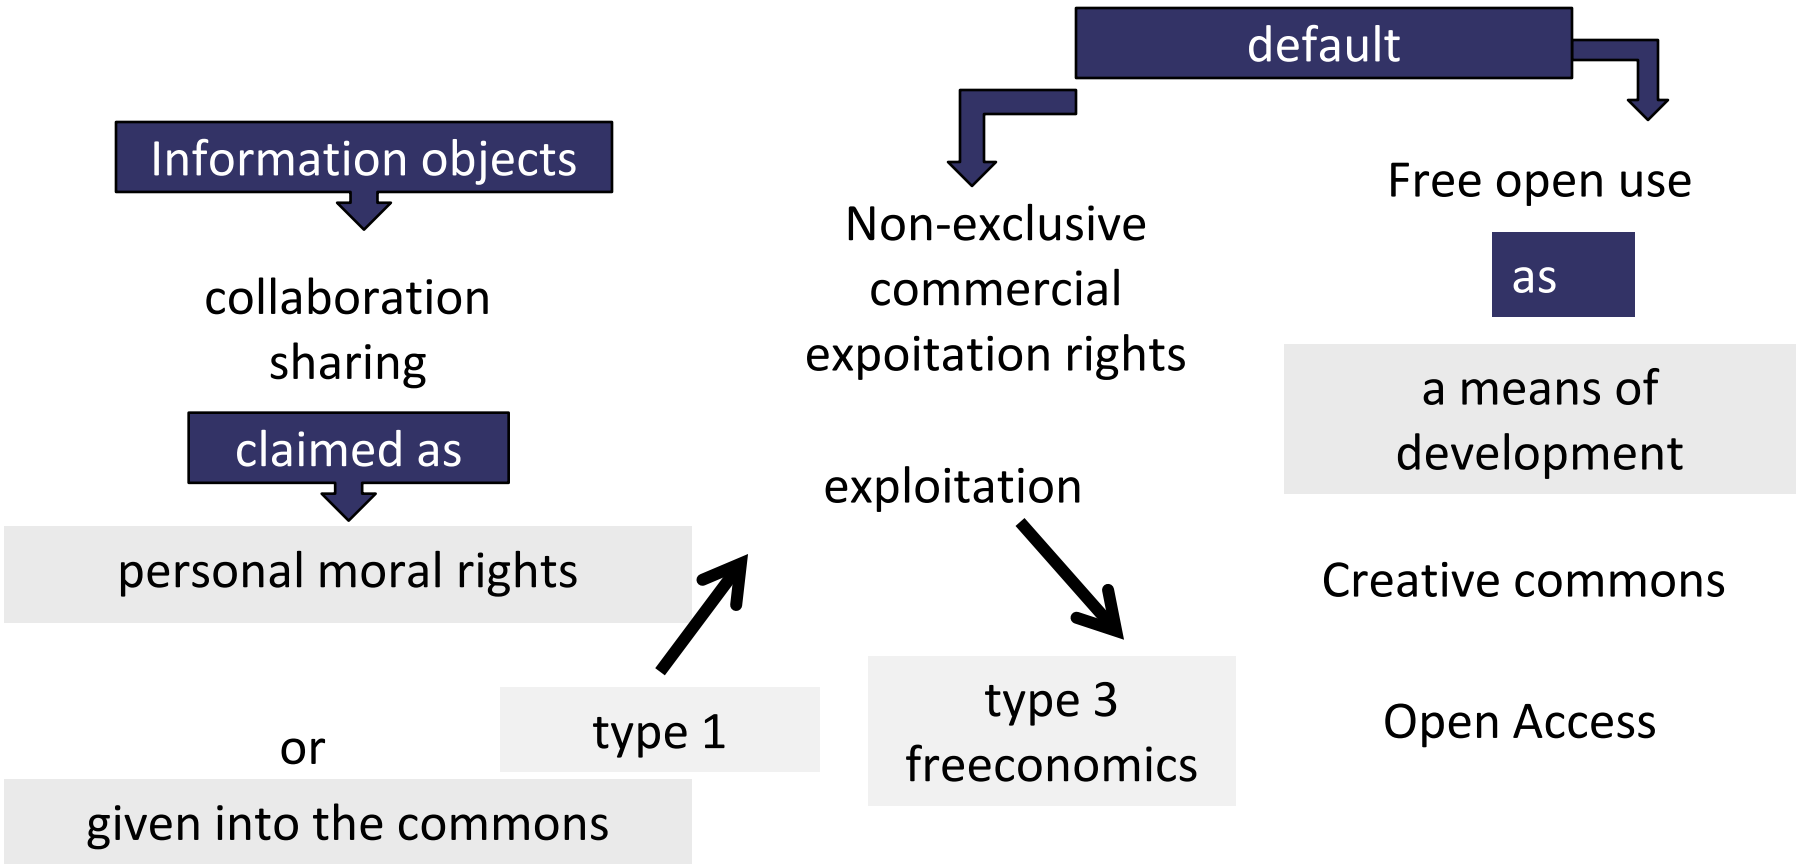 Information objects
collaboration
sharing
claimed as
personal moral rights
or
given into the commons
type 1
default
Non-exclusive
commercial
expoitation rights
exploitation
type 3
freeconomics
Free open use
as
a means of
development
Creative commons
Open Access